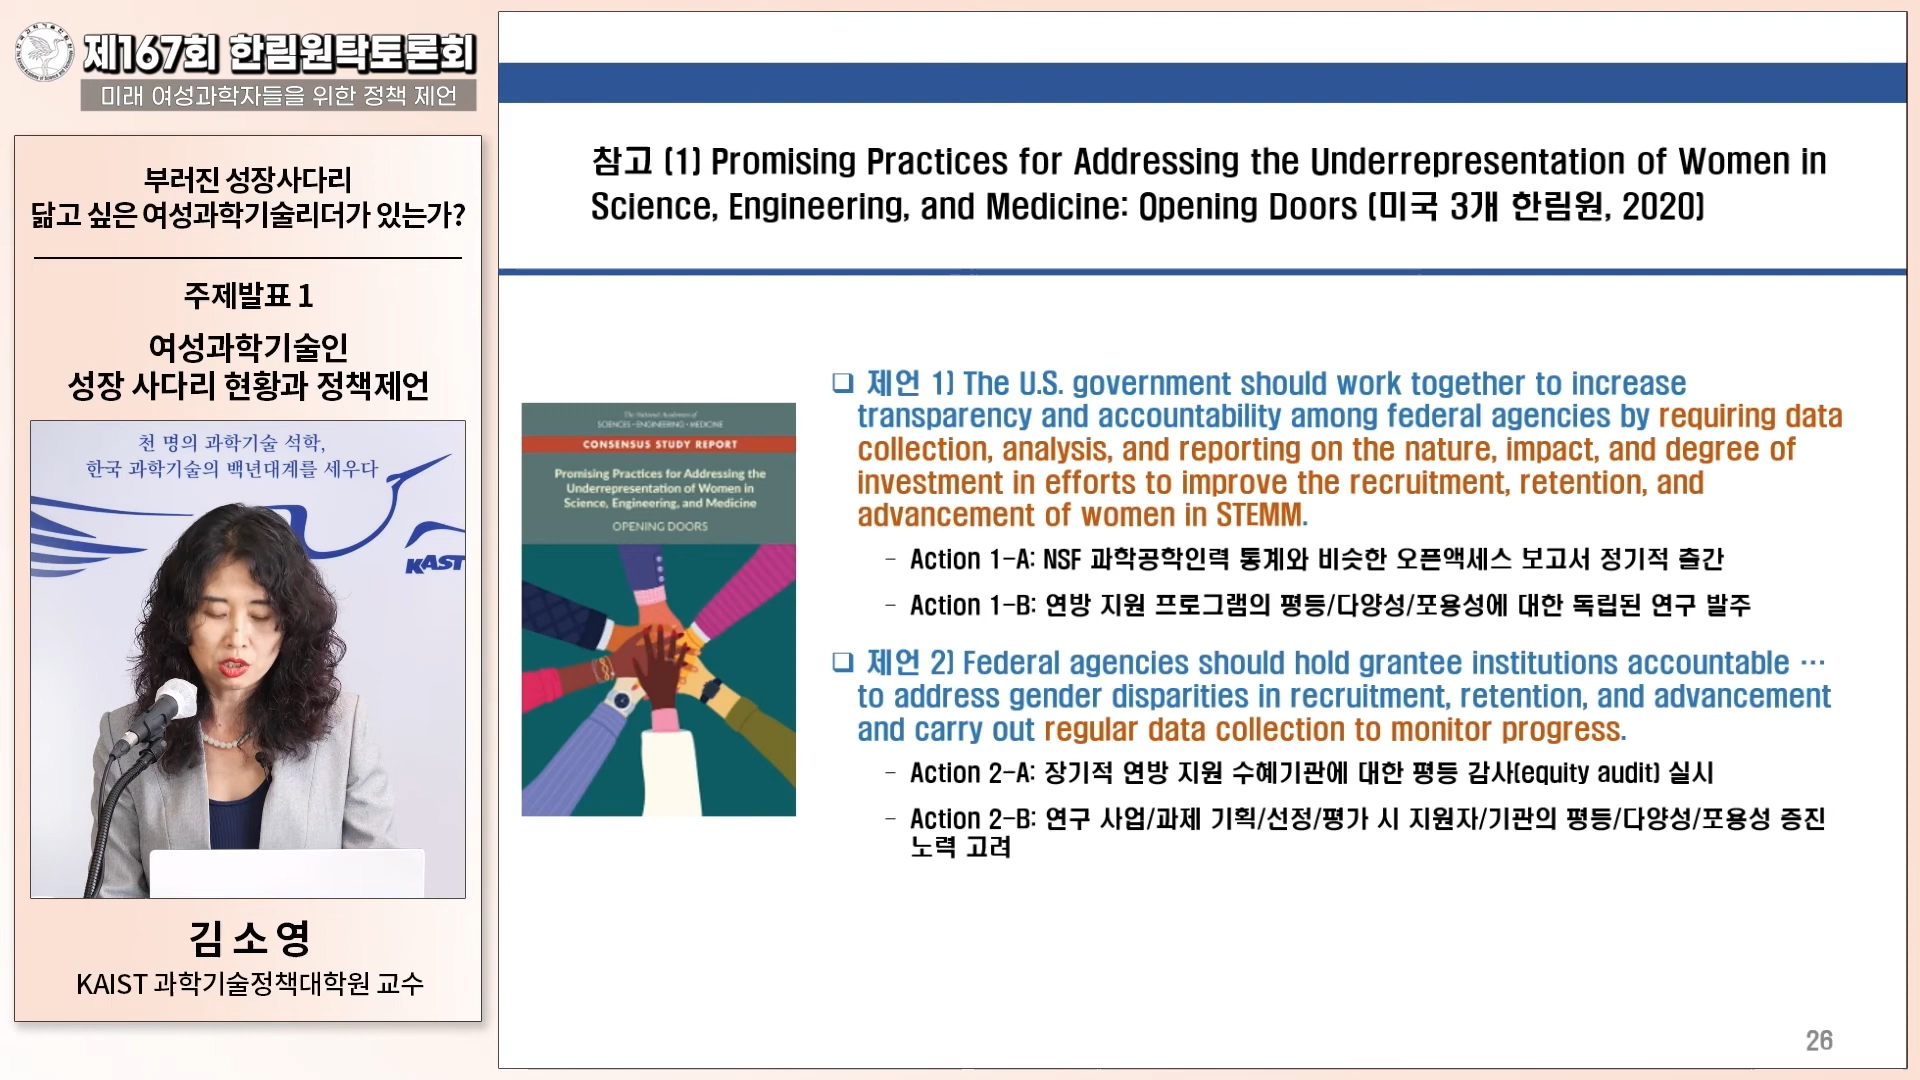 제167회 한림원탁토론회
미래 여성과학자들을 위한 정책 제언
부러진 성장사다리
닮고 싶은 여성과학기술리더가 있는가?
주제발표 1
여성과학기술인
성장 사다리 현황과 정책제언
천 명의 과학기술 석학,
한국 과학기술의 백년대계를 세우다
KAST
김 소 영
KAIST 과학기술정책대학원 교수
참고 (1) Promising Practices for Addressing the Underrepresentation of Women in
Science, Engineering, and Medicine: Opening Doors (미국 3개 한림원, 2020)
The National Academies of
SCIENCES • ENGINEERING • MEDICINE
CONSENSUS STUDY REPORT
Promising Practices for Addressing the
Underrepresentation of Women in
Science, Engineering, and Medicine
OPENING DOORS
❑ 제언 1) The U.S. government should work together to increase
transparency and accountability among federal agencies by requiring data
collection, analysis, and reporting on the nature, impact, and degree of
investment in efforts to improve the recruitment, retention, and
advancement of women in STEMM.
– Action 1-A: NSF 과학공학인력 통계와 비슷한 오픈액세스 보고서 정기적 출간
– Action 1-B: 연방 지원 프로그램의 평등/다양성/포용성에 대한 독립된 연구 발주
❑ 제언 2) Federal agencies should hold grantee institutions accountable …
to address gender disparities in recruitment, retention, and advancement
and carry out regular data collection to monitor progress.
– Action 2-A: 장기적 연방 지원 수혜기관에 대한 평등 감사(equity audit) 실시
– Action 2-B: 연구 사업/과제 기획/선정/평가 시 지원자/기관의 평등/다양성/포용성 증진
노력 고려
26